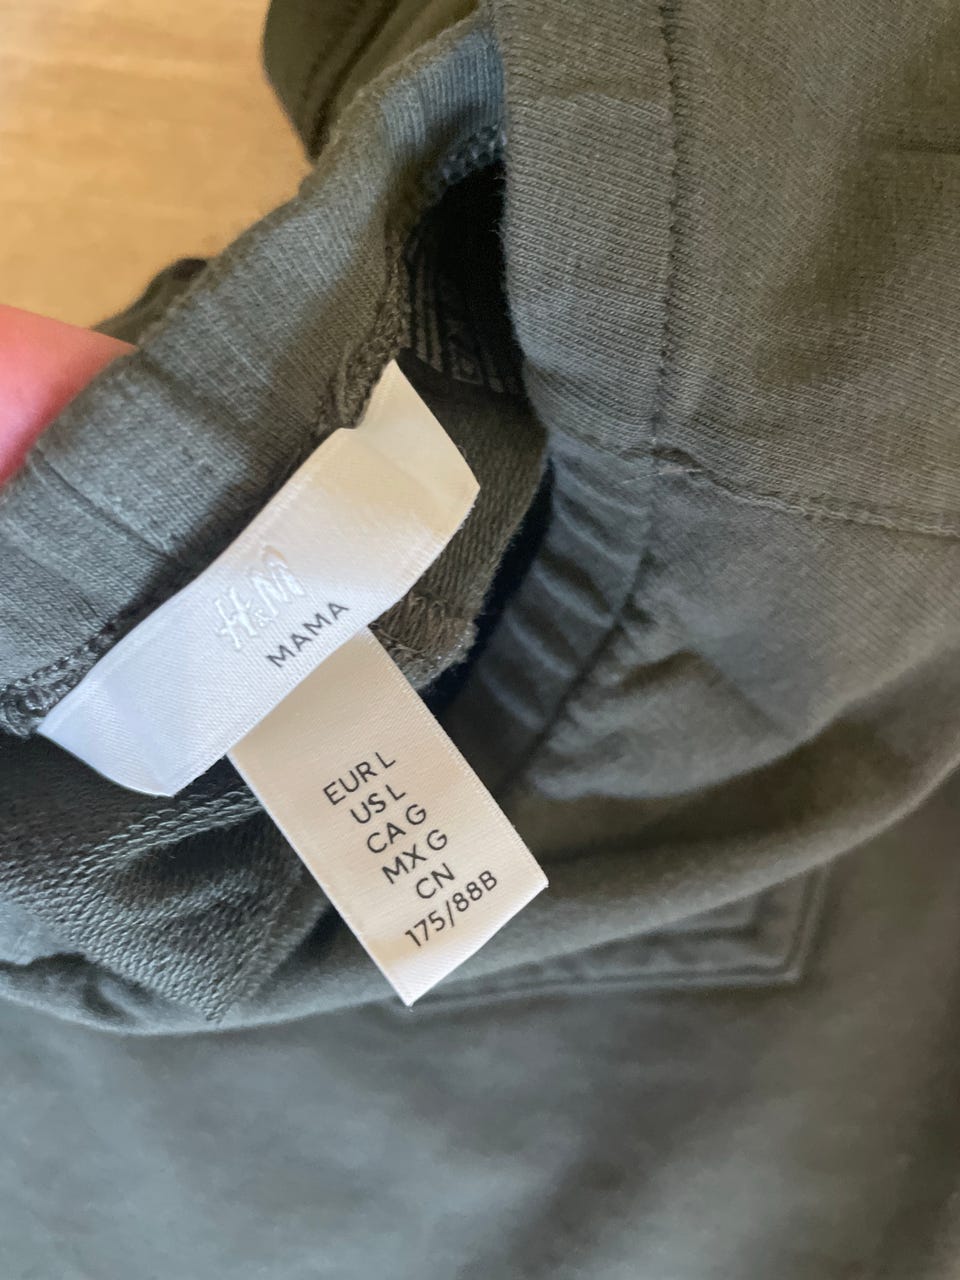 H&M
MAMA
EUR L
US L
CA G
MX G
CN
175/88B